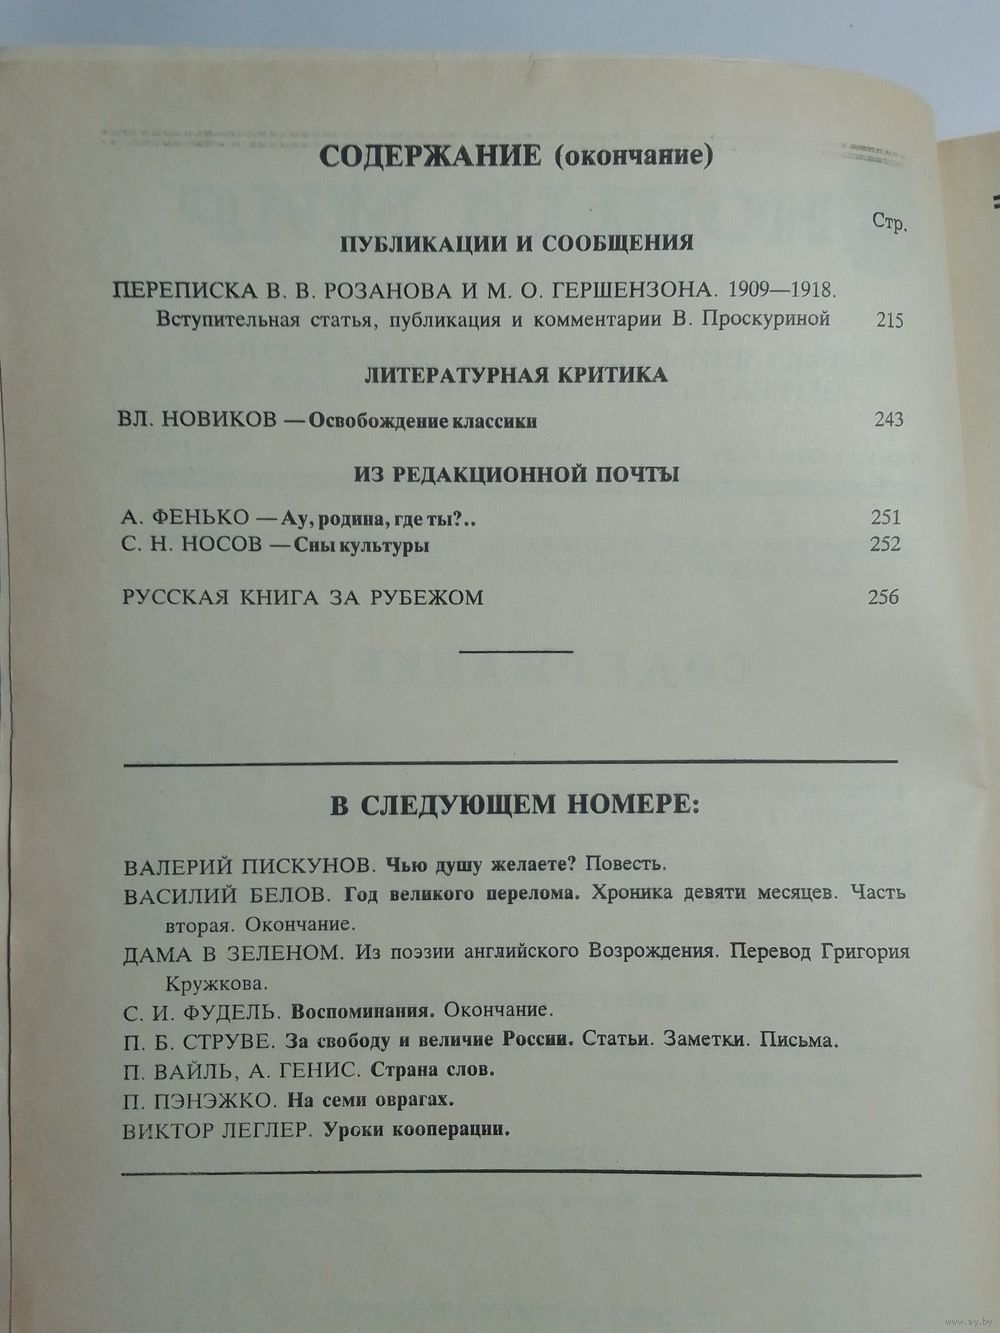 СОДЕРЖАНИЕ (окончание)
Стр.
ПУБЛИКАЦИИ И СООБЩЕНИЯ
ПЕРЕПИСКА В. В. РОЗАНОВА И М. О. ГЕРШЕНЗОНА. 1909—1918.
Вступительная статья, публикация и комментарии В. Проскуриной 215
ЛИТЕРАТУРНАЯ КРИТИКА
ВЛ. НОВИКОВ — Освобождение классики 243
ИЗ РЕДАКЦИОННОЙ ПОЧТЫ
А. ФЕНЬКО — Ау, родина, где ты?.. 251
С. Н. НОСОВ — Сны культуры 252
РУССКАЯ КНИГА ЗА РУБЕЖОМ 256
В СЛЕДУЮЩЕМ НОМЕРЕ:
ВАЛЕРИЙ ПИСКУНОВ. Чью душу желаете? Повесть.
ВАСИЛИЙ БЕЛОВ. Год великого перелома. Хроника девяти месяцев. Часть
вторая. Окончание.
ДАМА В ЗЕЛЕНОМ. Из поэзии английского Возрождения. Перевод Григория
Кружкова.
С. И. ФУДЕЛЬ. Воспоминания. Окончание.
П. Б. СТРУВЕ. За свободу и величие России. Статьи. Заметки. Письма.
П. ВАЙЛЬ, А. ГЕНИС. Страна слов.
П. ПЭНЭЖКО. На семи оврагах.
ВИКТОР ЛЕГЛЕР. Уроки кооперации.
www.ay.by